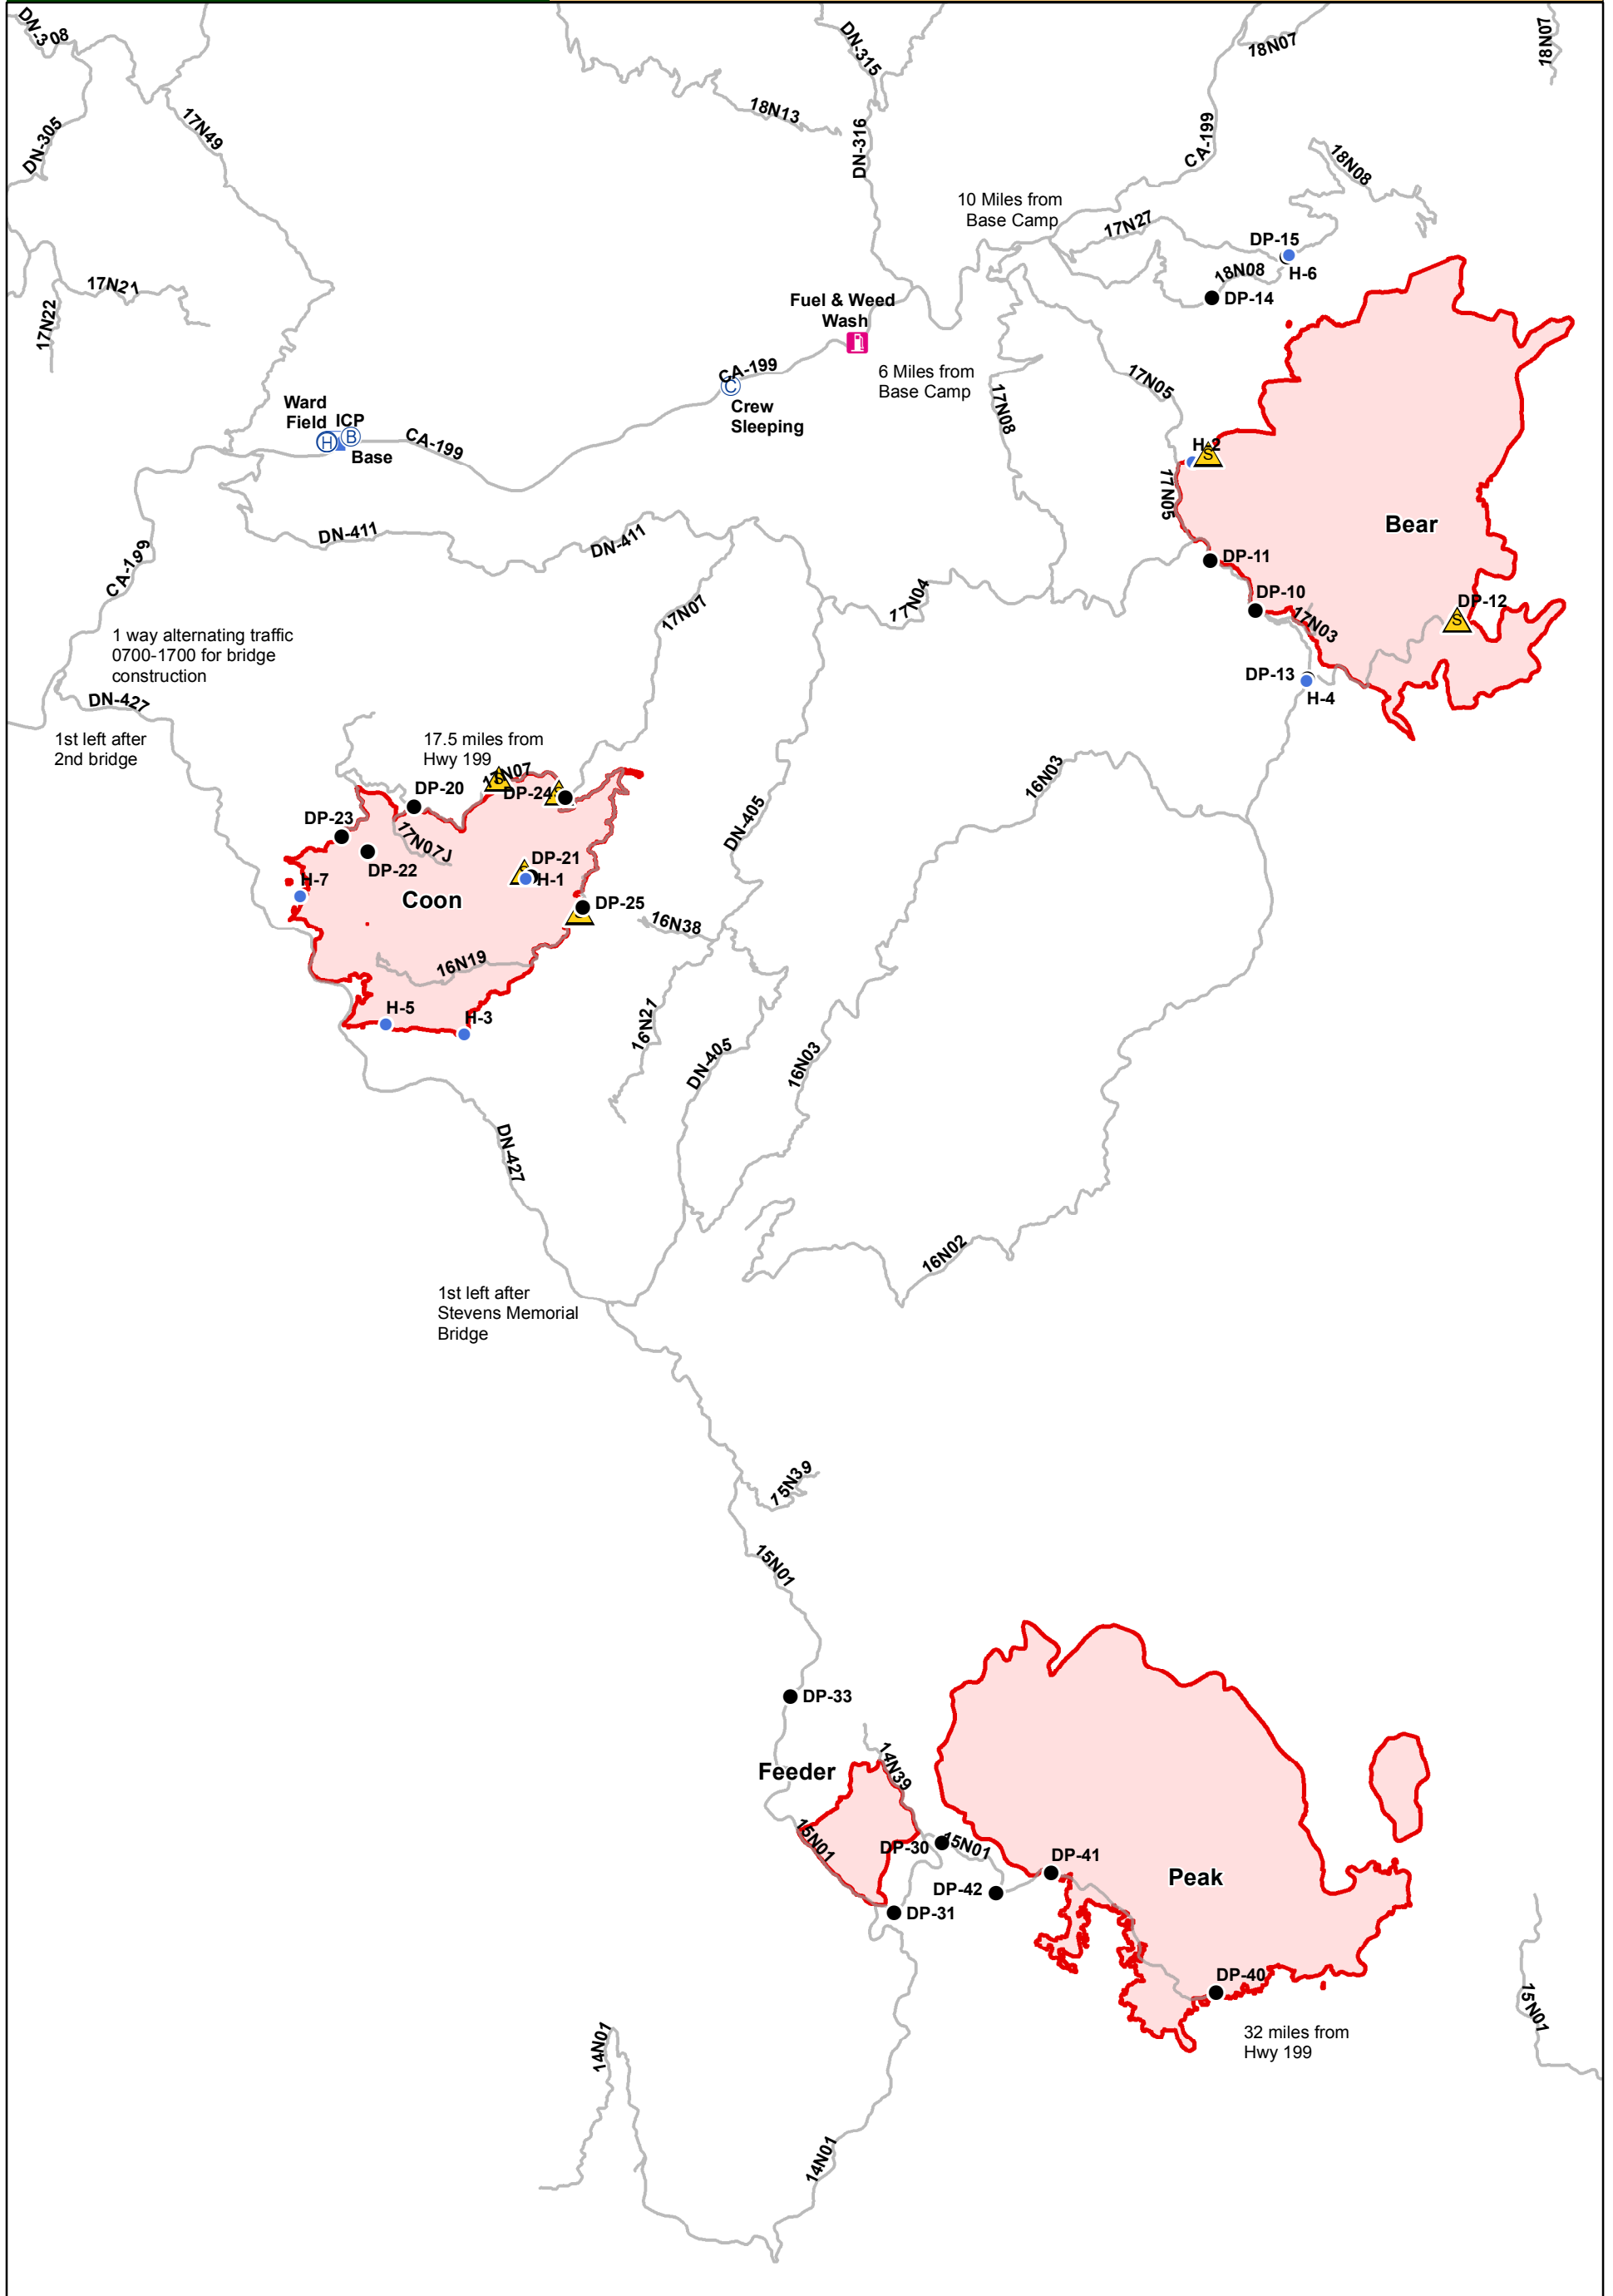 DN-308
18N07
18N07
DN-315
17N49
DN-305
18N13
DN-316
CA-199
18N08
10 Miles from
Base Camp
17N27
DP-15
H-6
18N08
DP-14
17N21
17N22
Fuel & Weed
Wash
6 Miles from
Base Camp
CA-199
C
Crew
Sleeping
17N05
17N08
Ward
Field
ICP
H
B
Base
CA-199
H-2
S
17N05
Bear
DN-411
DN-411
DP-11
CA-199
DP-10
DP-12
S
17N03
17N04
17N07
1 way alternating traffic
0700-1700 for bridge
construction
DP-13
H-4
DN-427
1st left after
2nd bridge
17.5 miles from
Hwy 199
S
17N07
DP-24
16N03
DP-20
DP-23
17N07J
DN-405
DP-22
DP-21
H-1
H-7
Coon
DP-25
16N38
16N19
H-5
H-3
16N21
DN-405
16N03
DN-427
16N02
1st left after
Stevens Memorial
Bridge
15N39
15N01
DP-33
Feeder
14N39
15N01
DP-30
15N01
DP-41
Peak
DP-42
DP-31
DP-40
15N01
32 miles from
Hwy 199
14N01
14N01